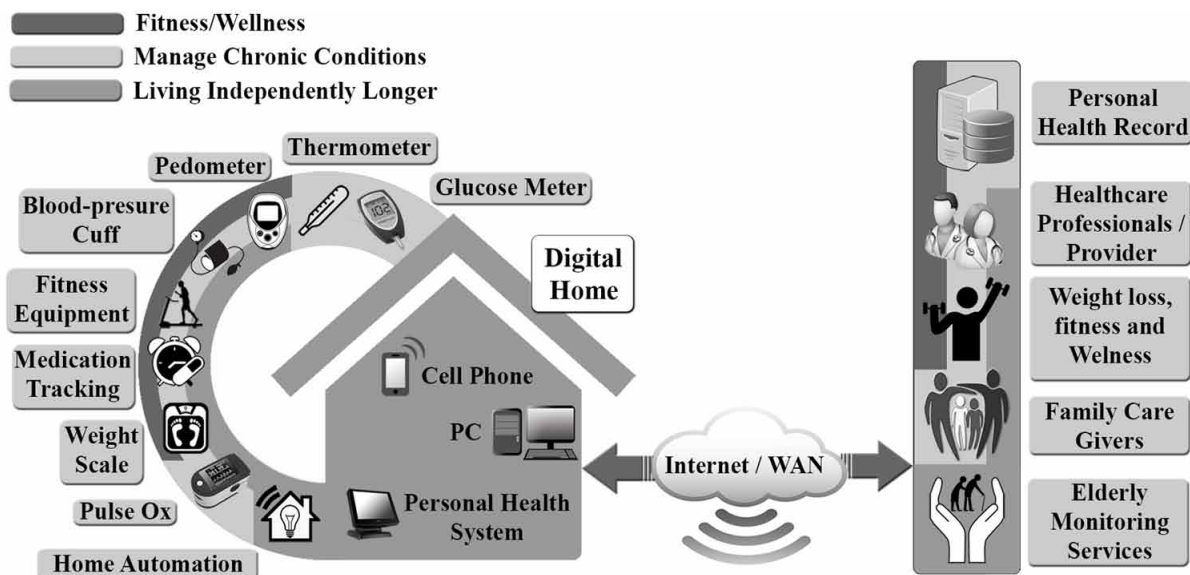 Fitness/Wellness
Manage Chronic Conditions
Living Independently Longer
Thermometer
Pedometer
Glucose Meter
Blood-presure
Cuff
Fitness
Equipment
Medication
Tracking
Weight
Scale
Pulse Ox
Home Automation
102
Digital
Home
Cell Phone
PC
Personal Health
System
Internet / WAN
Personal
Health Record
Healthcare
Professionals /
Provider
Weight loss,
fitness and
Welness
Family Care
Givers
Elderly
Monitoring
Services